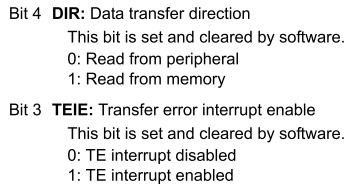 Bit 4 DIR: Data transfer direction
This bit is set and cleared by software.
0: Read from peripheral
1: Read from memory
Bit 3 TEIE: Transfer error interrupt enable
This bit is set and cleared by software.
0: TE interrupt disabled
1: TE interrupt enabled